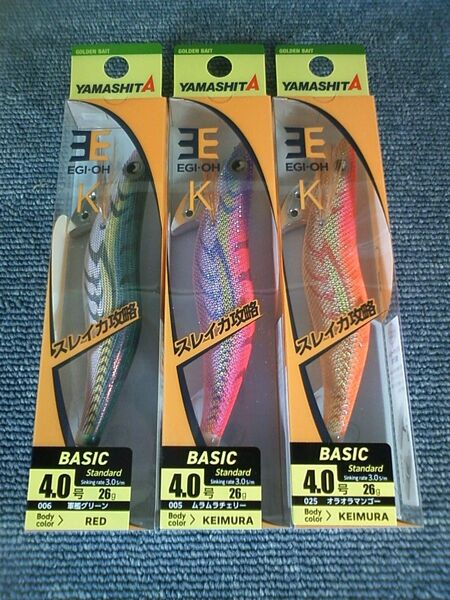 GOLDEN BAIT
YAMASHITA
EGI-OH
K
スレイカ攻略
BASIC
Standard
4.0号
Sinking rate 3.0s/m
26g
006 軍艦グリーン
Body color > RED
GOLDEN BAIT
YAMASHITA
EGI-OH
K
スレイカ攻略
BASIC
Standard
4.0号
Sinking rate 3.0s/m
26g
005 ムラムラチェリー
Body color > KEIMURA
GOLDEN BAIT
YAMASHITA
EGI-OH
K
スレイカ攻略
BASIC
Standard
4.0号
Sinking rate 3.0s/m
26g
025 オラオラマンゴー
Body color > KEIMURA